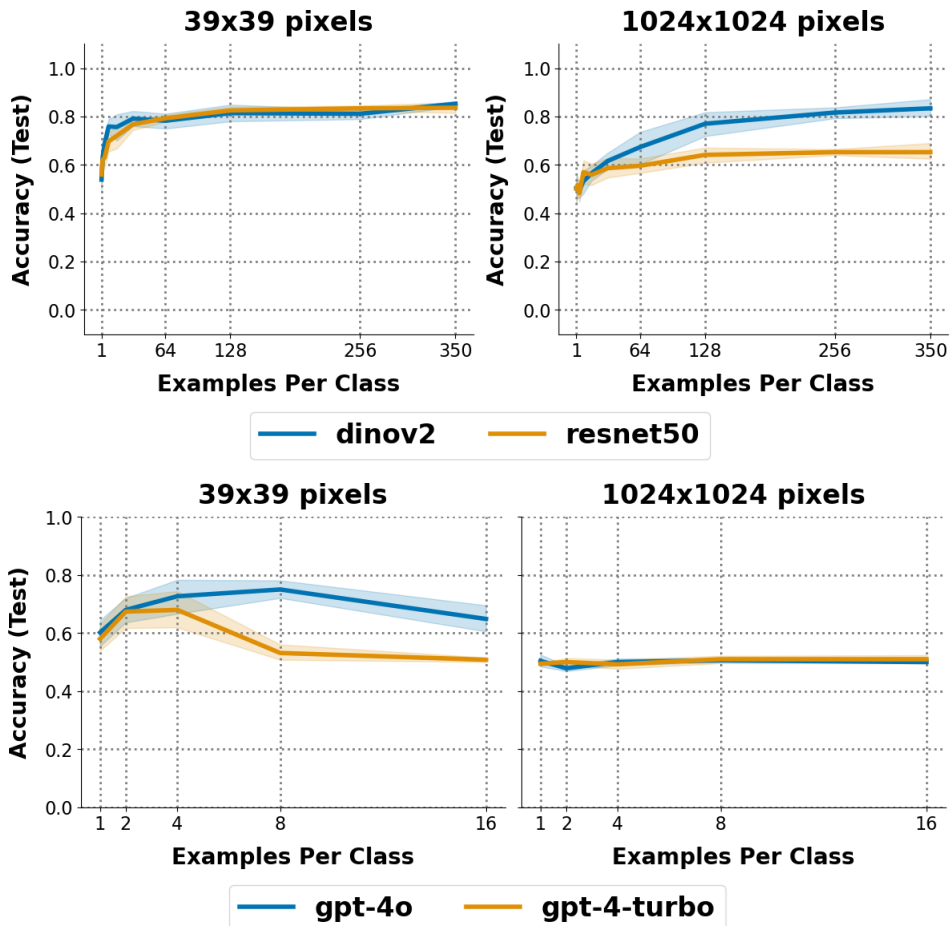 39x39 pixels
1024x1024 pixels
Accuracy (Test)
1.0
0.8
0.6
0.4
0.2
0.0
1 64 128 256 350
Examples Per Class
Accuracy (Test)
1.0
0.8
0.6
0.4
0.2
0.0
1 64 128 256 350
Examples Per Class
dinov2 resnet50
39x39 pixels
1024x1024 pixels
Accuracy (Test)
1.0
0.8
0.6
0.4
0.2
0.0
1 2 4 8 16
Examples Per Class
1 2 4 8 16
Examples Per Class
gpt-4o gpt-4-turbo